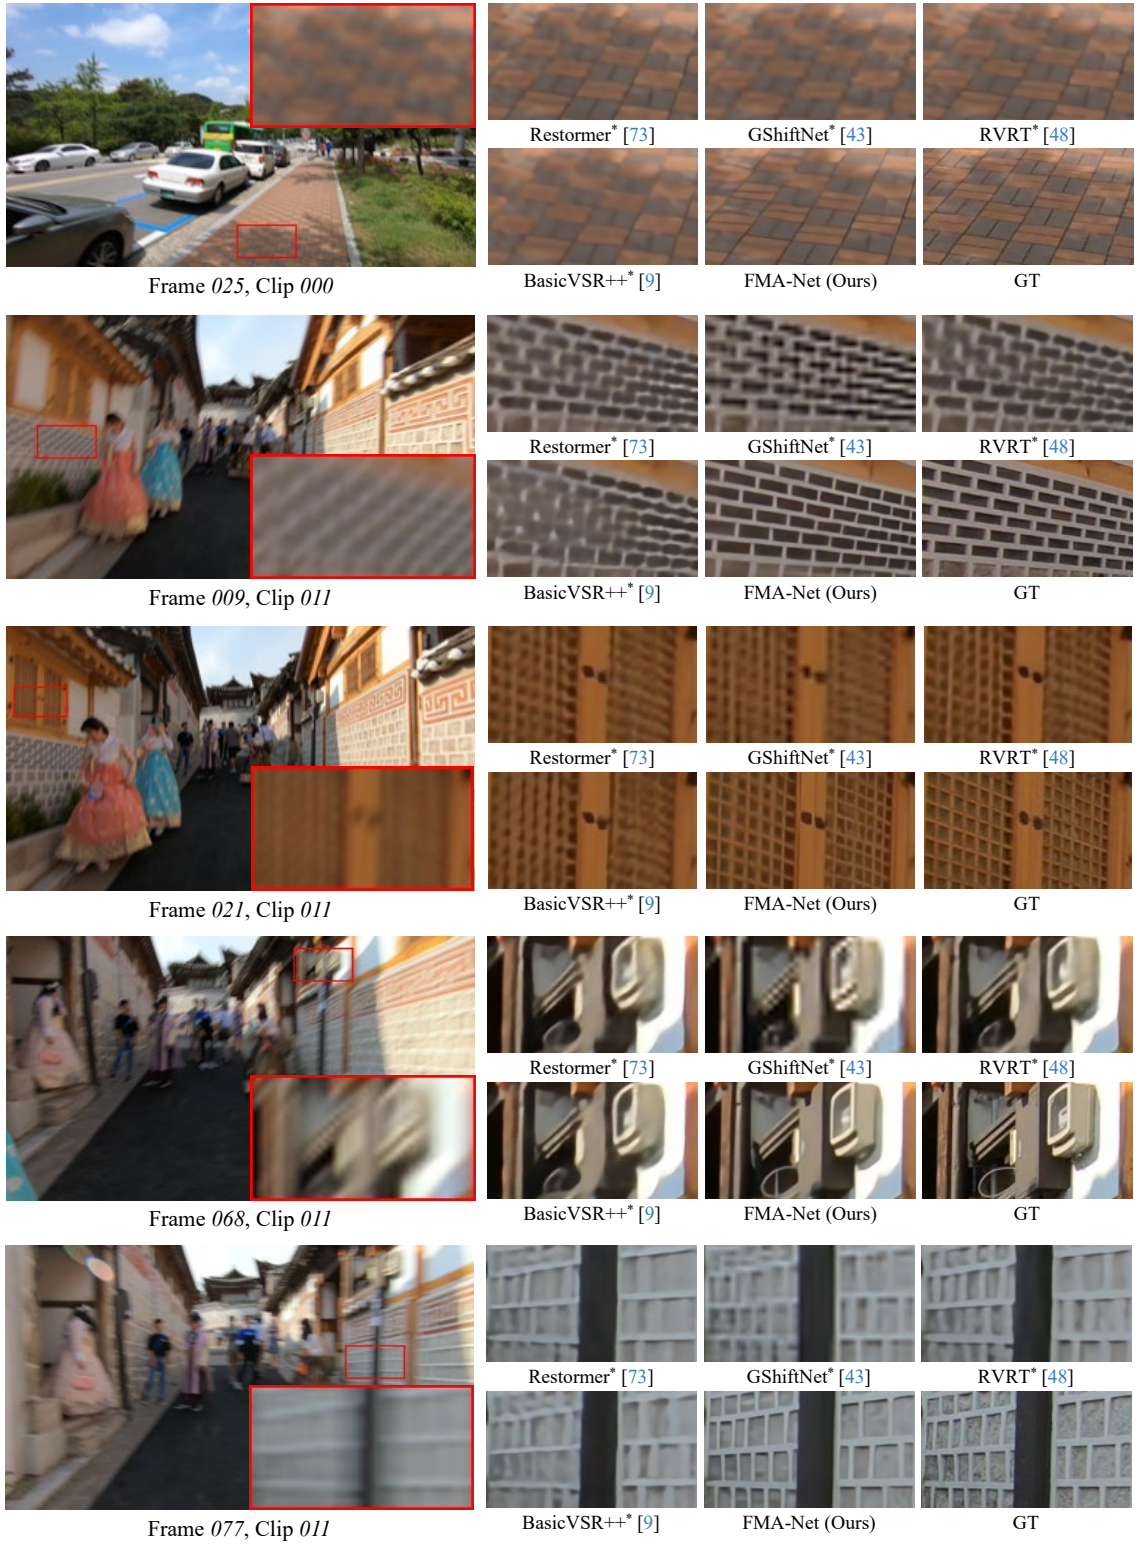 Restormer* [73]
GShiftNet* [43]
RVRT* [48]
BasicVSR++* [9]
FMA-Net (Ours)
GT
Frame 025, Clip 000
Restormer* [73]
GShiftNet* [43]
RVRT* [48]
BasicVSR++* [9]
FMA-Net (Ours)
GT
Frame 009, Clip 011
Restormer* [73]
GShiftNet* [43]
RVRT* [48]
BasicVSR++* [9]
FMA-Net (Ours)
GT
Frame 021, Clip 011
Restormer* [73]
GShiftNet* [43]
RVRT* [48]
BasicVSR++* [9]
FMA-Net (Ours)
GT
Frame 068, Clip 011
Restormer* [73]
GShiftNet* [43]
RVRT* [48]
BasicVSR++* [9]
FMA-Net (Ours)
GT
Frame 077, Clip 011